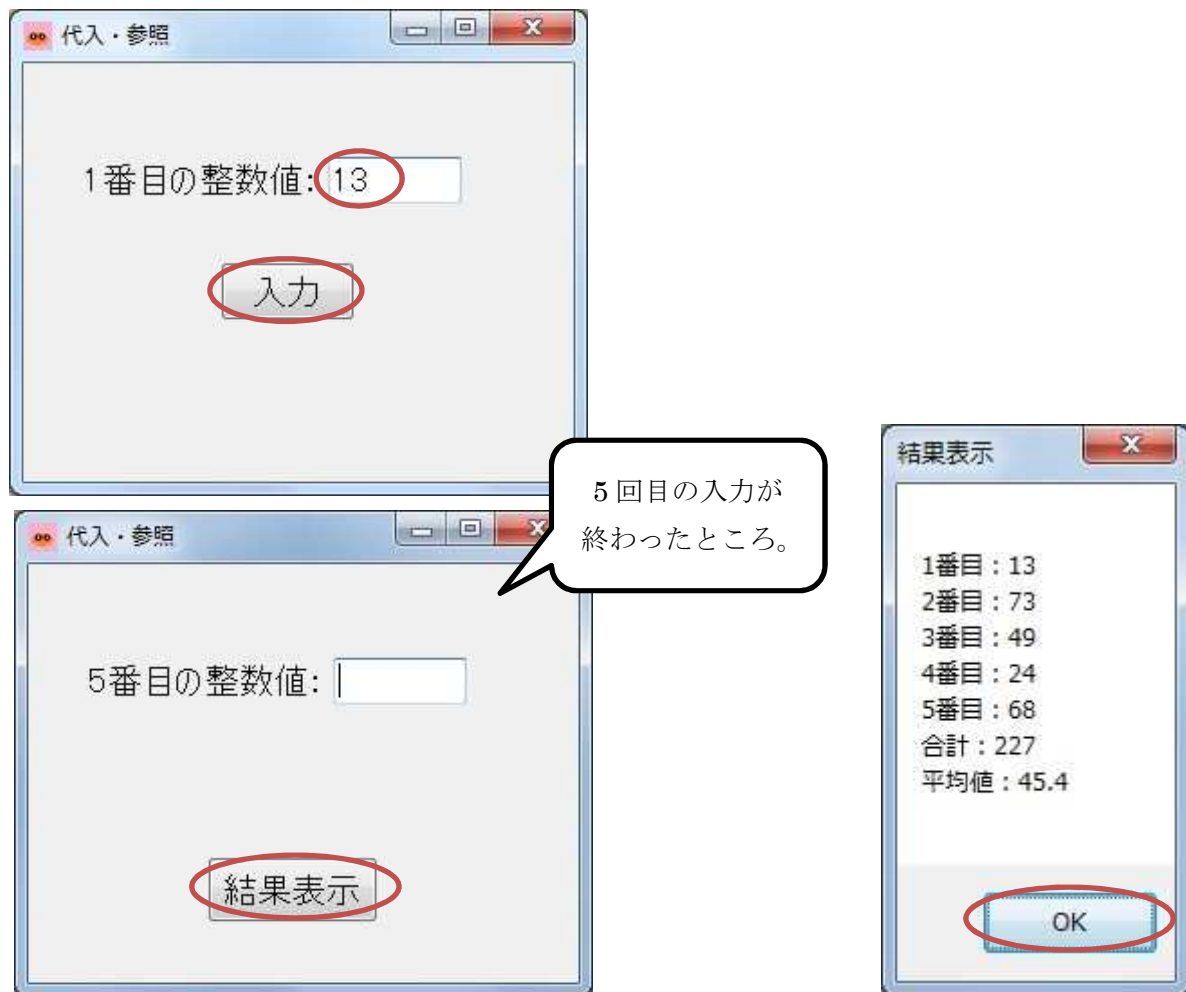 代入・参照
1番目の整数値:13
入力
5回目の入力が
終わったところ。
代入・参照
5番目の整数値:
結果表示
結果表示
1番目：13
2番目：73
3番目：49
4番目：24
5番目：68
合計：227
平均値：45.4
OK